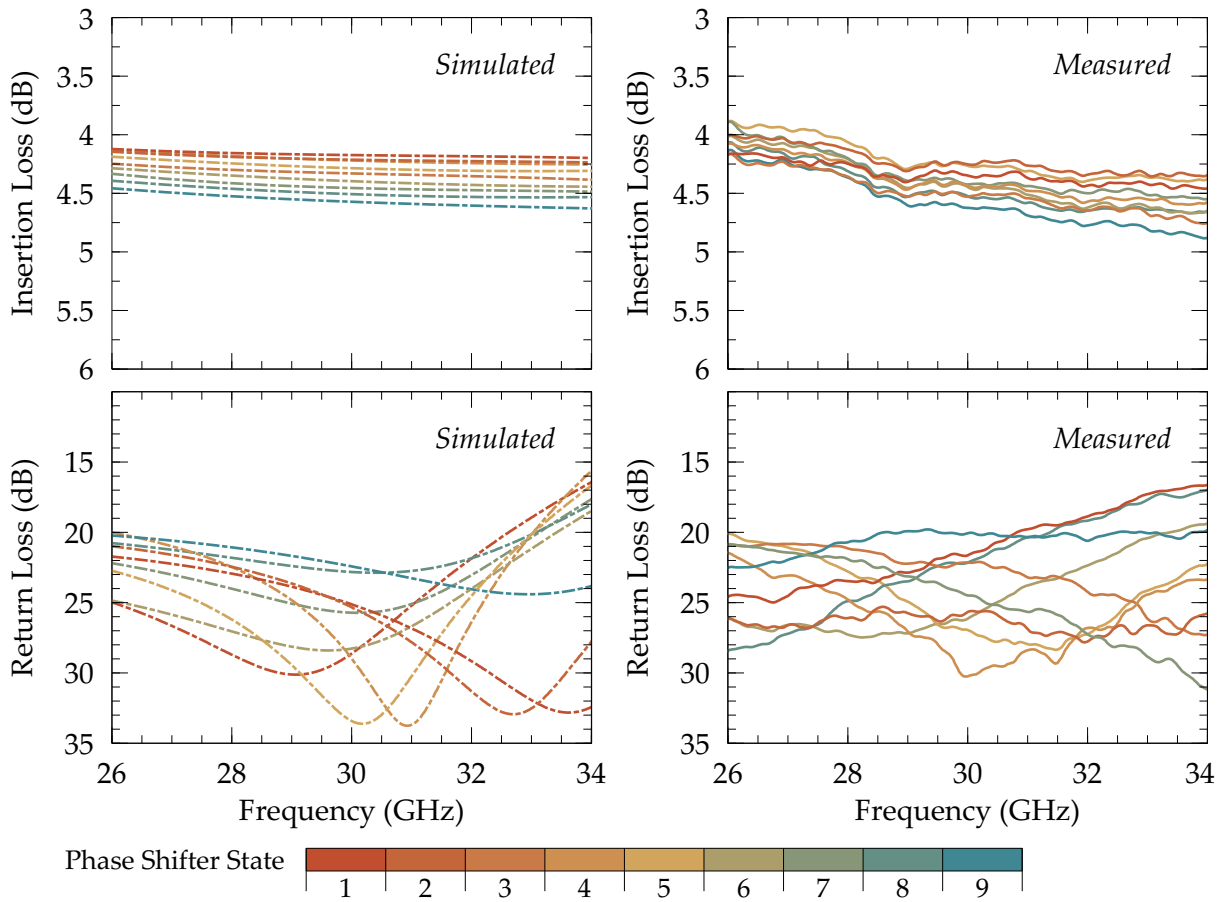 3
3.5
4
4.5
5
5.5
6
Insertion Loss (dB)
Simulated
3
3.5
4
4.5
5
5.5
6
Insertion Loss (dB)
Measured
15
20
25
30
35
Return Loss (dB)
Simulated
26
28
30
32
34
Frequency (GHz)
15
20
25
30
35
Return Loss (dB)
Measured
26
28
30
32
34
Frequency (GHz)
Phase Shifter State
1 2 3 4 5 6 7 8 9